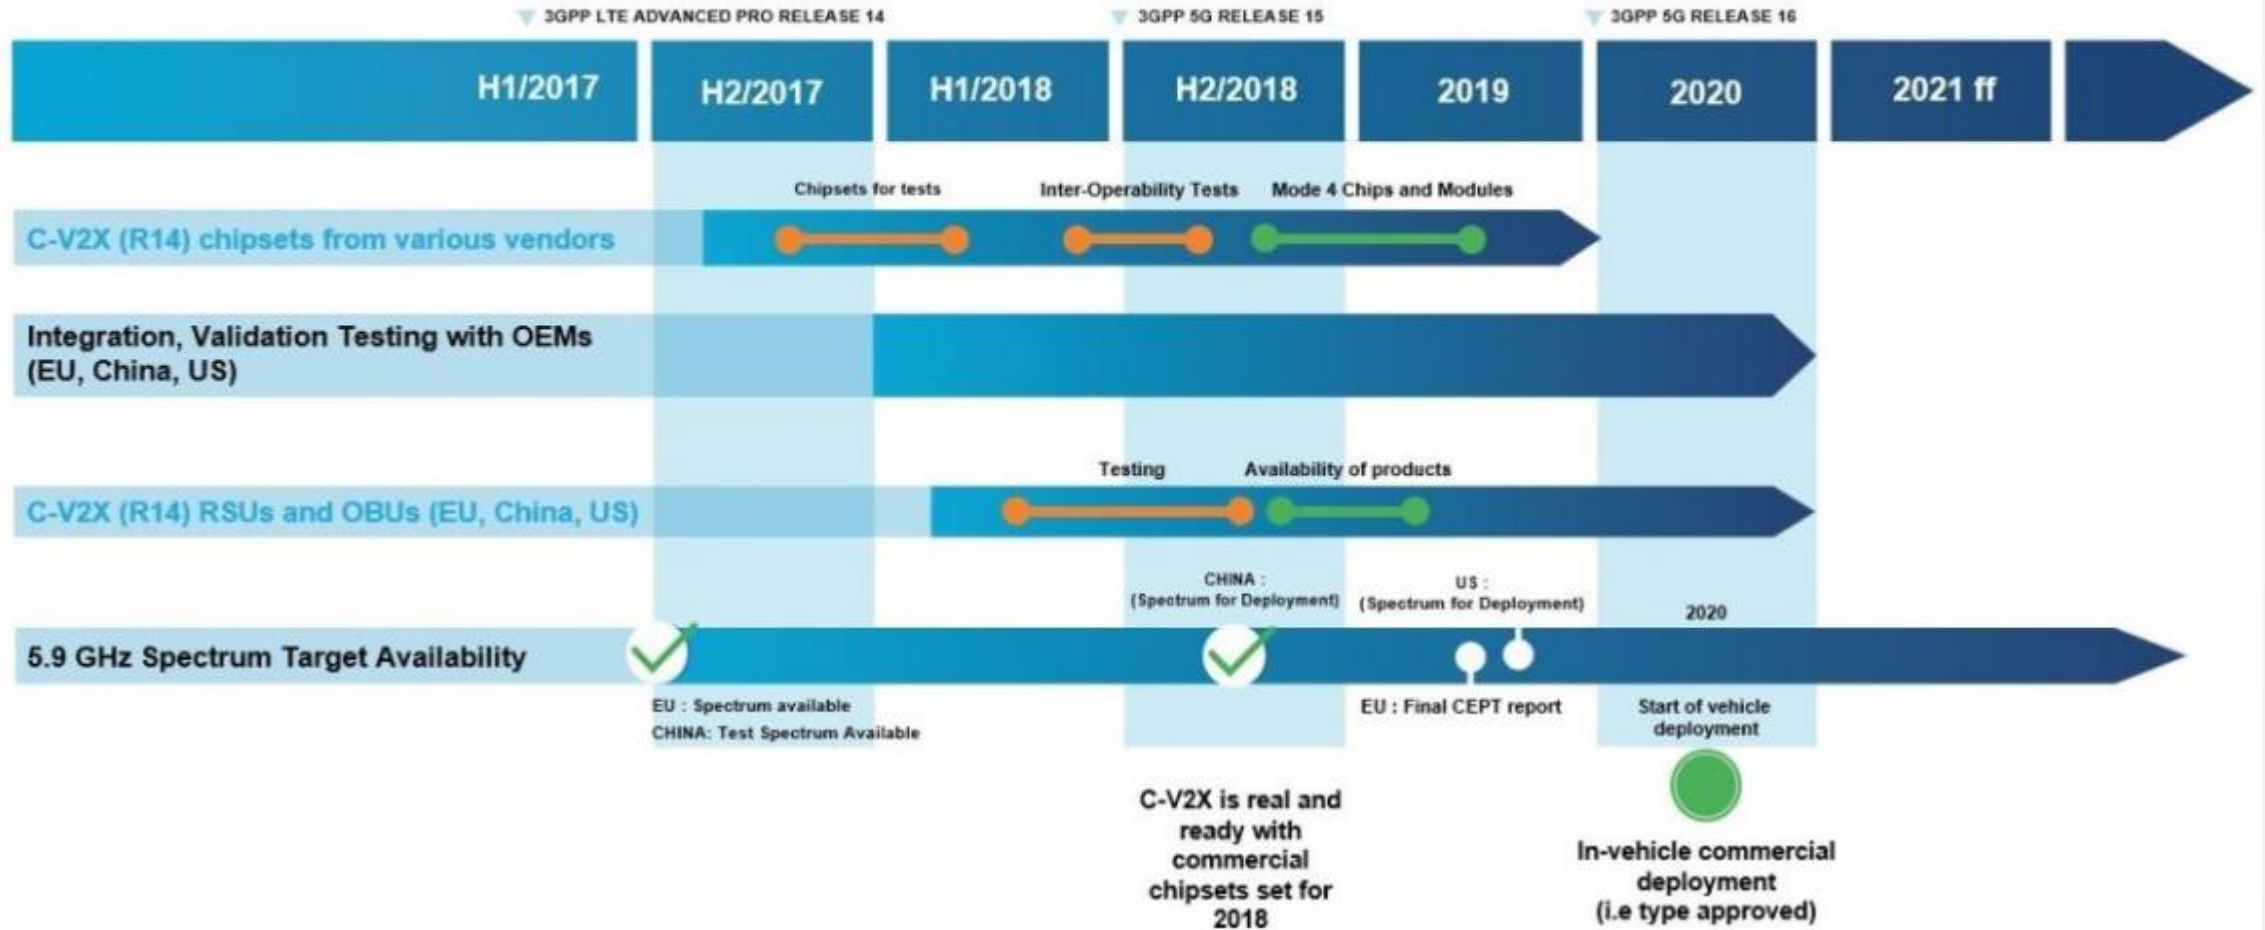 3GPP LTE ADVANCED PRO RELEASE 14
3GPP 5G RELEASE 15
3GPP 5G RELEASE 16
H1/2017
H2/2017
H1/2018
H2/2018
2019
2020
2021 ff
Chipsets for tests
Inter-Operability Tests
Mode 4 Chips and Modules
C-V2X (R14) chipsets from various vendors
Integration, Validation Testing with OEMs
(EU, China, US)
Testing
Availability of products
C-V2X (R14) RSUs and OBUs (EU, China, US)
CHINA :
(Spectrum for Deployment)
US :
(Spectrum for Deployment)
2020
5.9 GHz Spectrum Target Availability
EU : Spectrum available
CHINA: Test Spectrum Available
EU : Final CEPT report
Start of vehicle
deployment
C-V2X is real and
ready with
commercial
chipsets set for
2018
In-vehicle commercial
deployment
(i.e type approved)